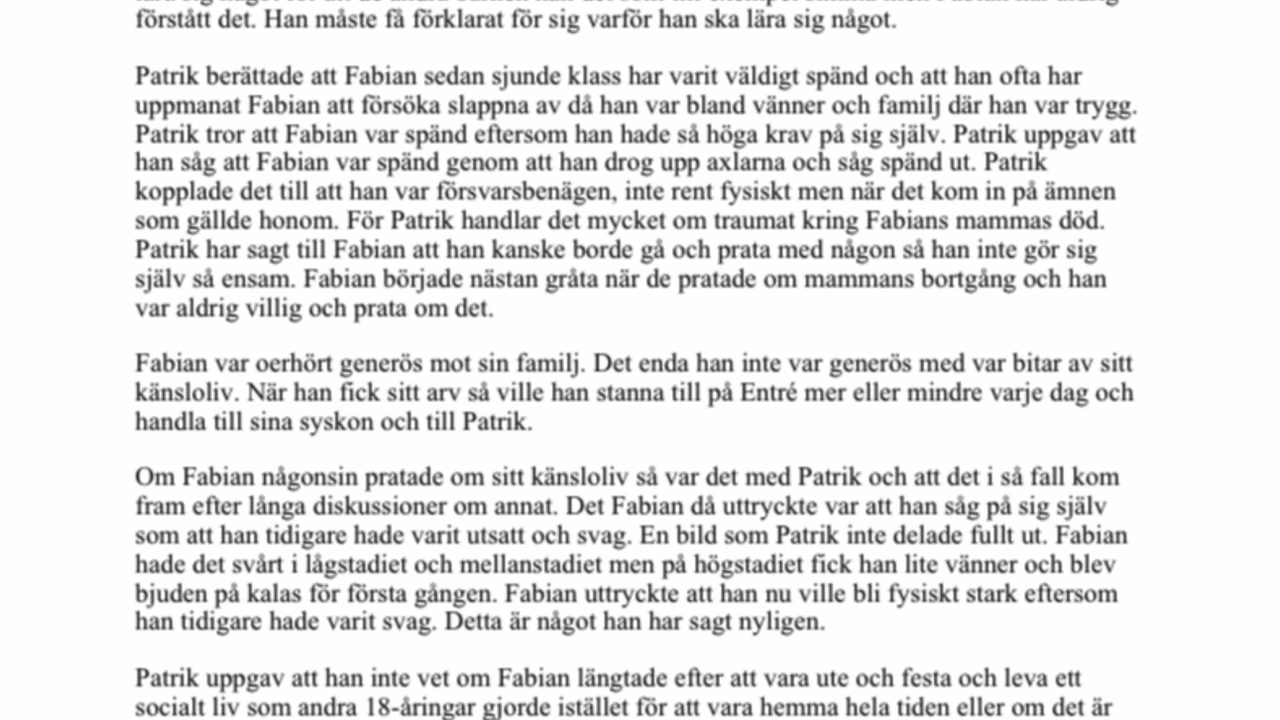 förstått det. Han måste få förklarat för sig varför han ska lära sig något.
Patrik berättade att Fabian sedan sjunde klass har varit väldigt spänd och att han ofta har
uppmanat Fabian att försöka slappna av då han var bland vänner och familj där han var trygg.
Patrik tror att Fabian var spänd eftersom han hade så höga krav på sig själv. Patrik uppgav att
han såg att Fabian var spänd genom att han drog upp axlarna och såg spänd ut. Patrik
kopplade det till att han var försvarsbenägen, inte rent fysiskt men när det kom in på ämnen
som gällde honom. För Patrik handlar det mycket om traumat kring Fabians mammas död.
Patrik har sagt till Fabian att han kanske borde gå och prata med någon så han inte gör sig
själv så ensam. Fabian började nästan gråta när de pratade om mammans bortgång och han
var aldrig villig och prata om det.
Fabian var oerhört generös mot sin familj. Det enda han inte var generös med var bitar av sitt
känsloliv. När han fick sitt arv så ville han stanna till på Entré mer eller mindre varje dag och
handla till sina syskon och till Patrik.
Om Fabian någonsin pratade om sitt känsloliv så var det med Patrik och att det i så fall kom
fram efter långa diskussioner om annat. Det Fabian då uttryckte var att han såg på sig själv
som att han tidigare hade varit utsatt och svag. En bild som Patrik inte delade fullt ut. Fabian
hade det svårt i lågstadiet och mellanstadiet men på högstadiet fick han lite vänner och blev
bjuden på kalas för första gången. Fabian uttryckte att han nu ville bli fysiskt stark eftersom
han tidigare hade varit svag. Detta är något han har sagt nyligen.
Patrik uppgav att han inte vet om Fabian längtade efter att vara ute och festa och leva ett
socialt liv som andra 18-åringar gjorde istället för att vara hemma hela tiden eller om det är